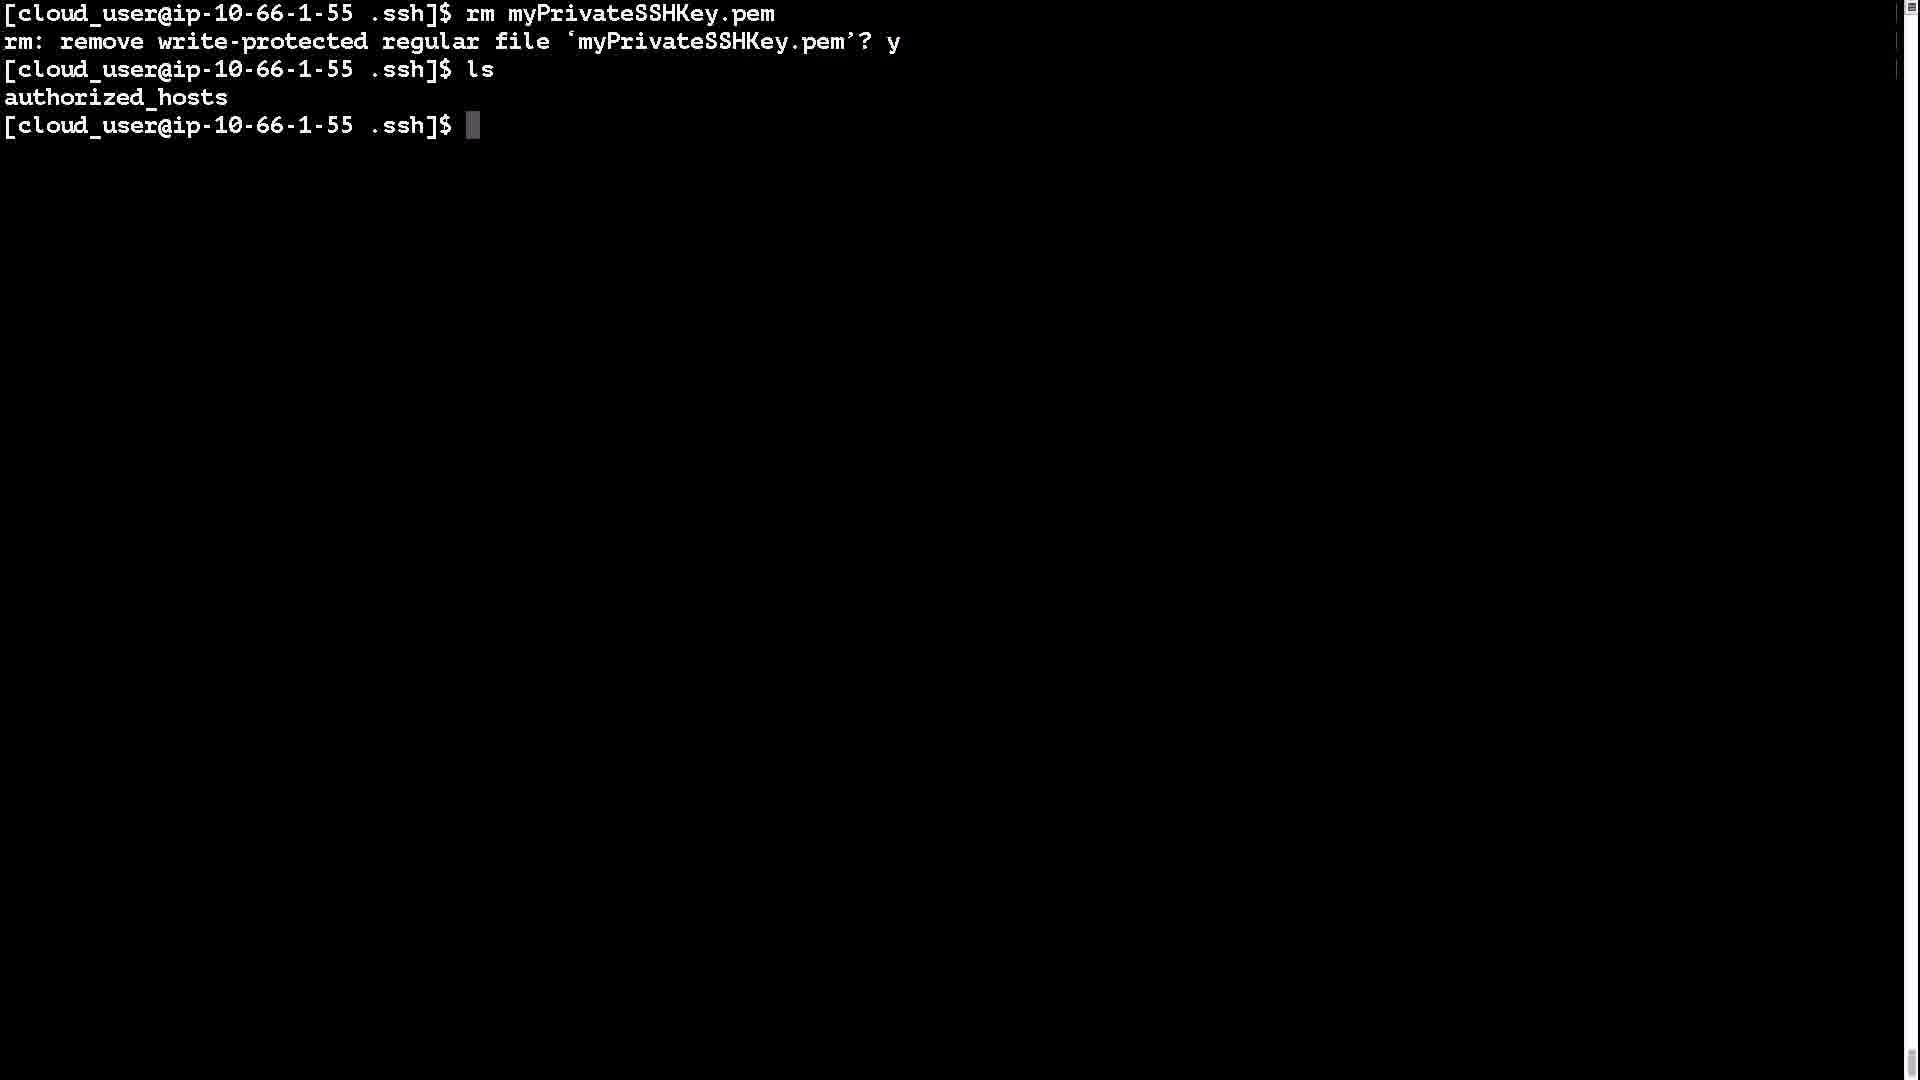 [cloud_user@ip-10-66-1-55 .ssh]$ rm myPrivateSSHKey.pem
rm: remove write-protected regular file ‘myPrivateSSHKey.pem’? y
[cloud_user@ip-10-66-1-55 .ssh]$ ls
authorized_hosts
[cloud_user@ip-10-66-1-55 .ssh]$